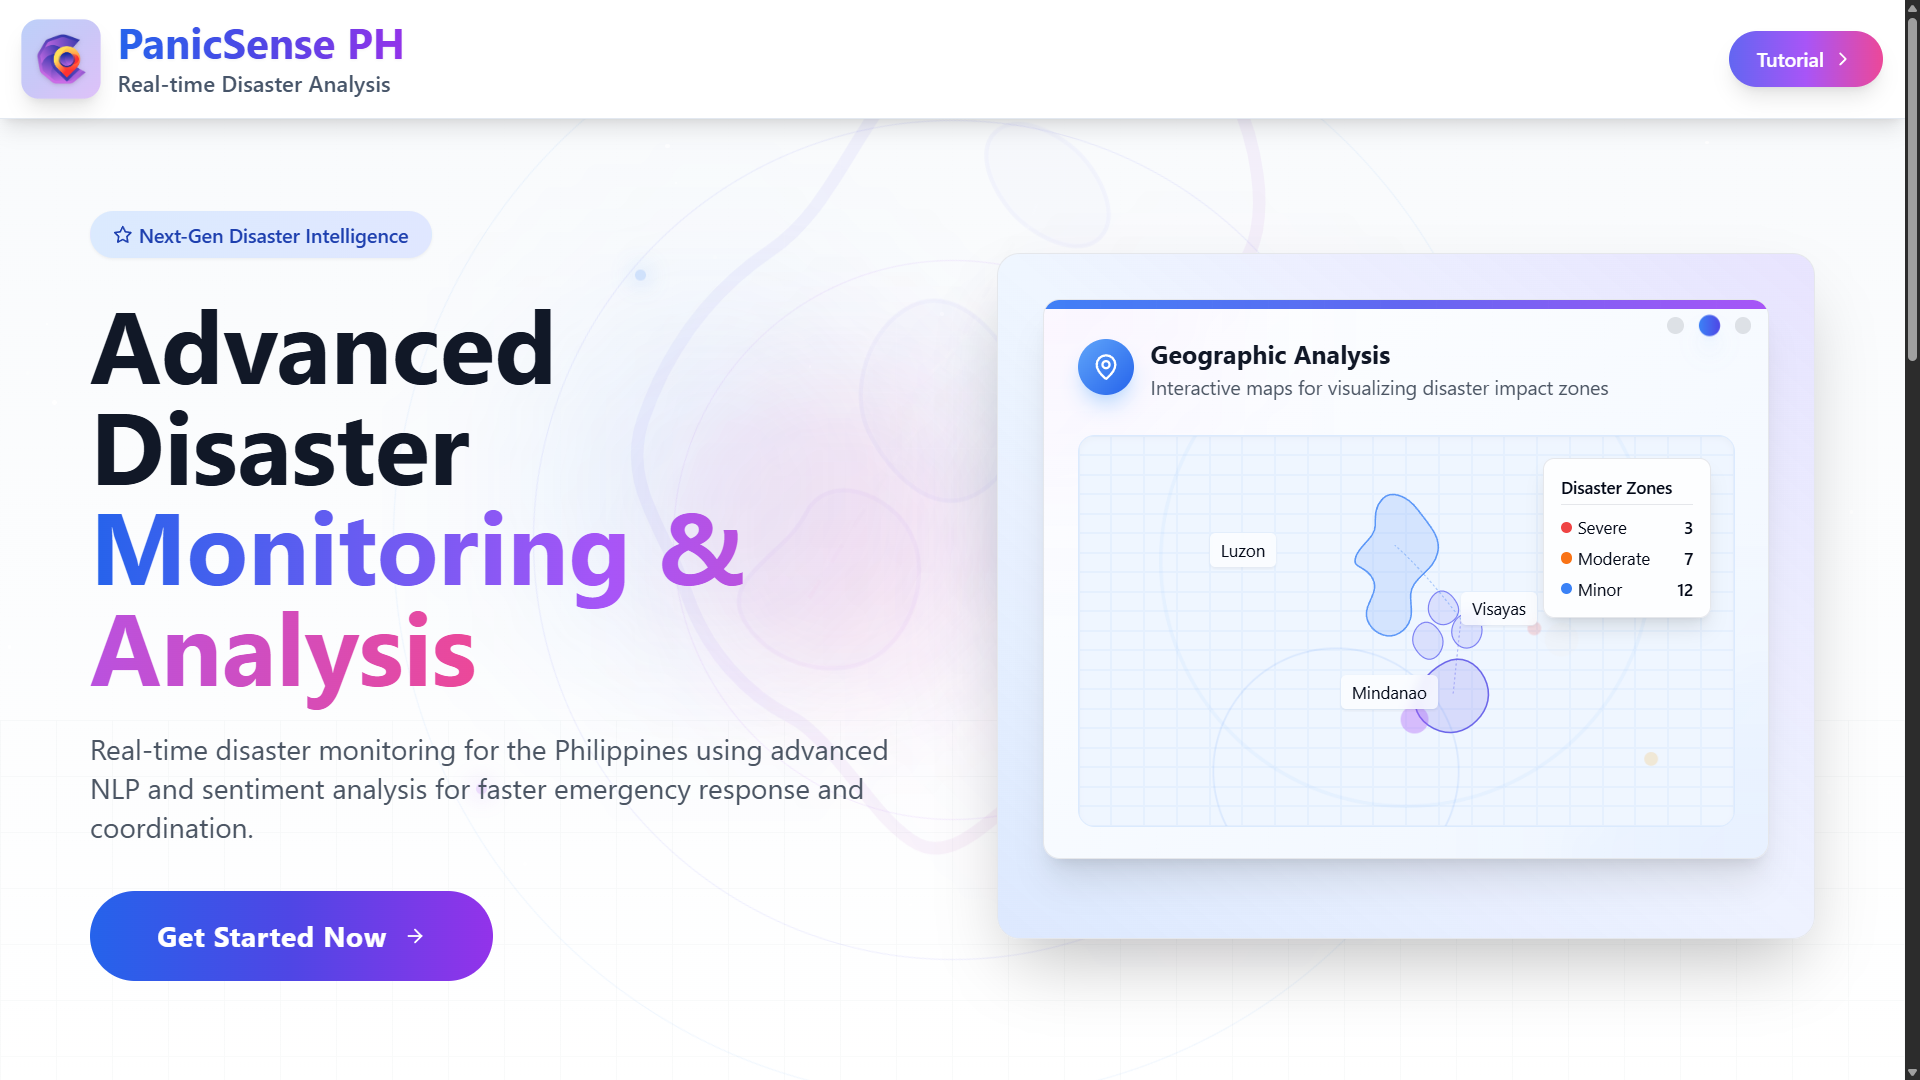 PanicSense PH
Real-time Disaster Analysis
Tutorial
Next-Gen Disaster Intelligence
Advanced
Disaster
Monitoring &
Analysis
Real-time disaster monitoring for the Philippines using advanced
NLP and sentiment analysis for faster emergency response and
coordination.
Get Started Now
Geographic Analysis
Interactive maps for visualizing disaster impact zones
Disaster Zones
Severe 3
Moderate 7
Minor 12
Luzon
Visayas
Mindanao